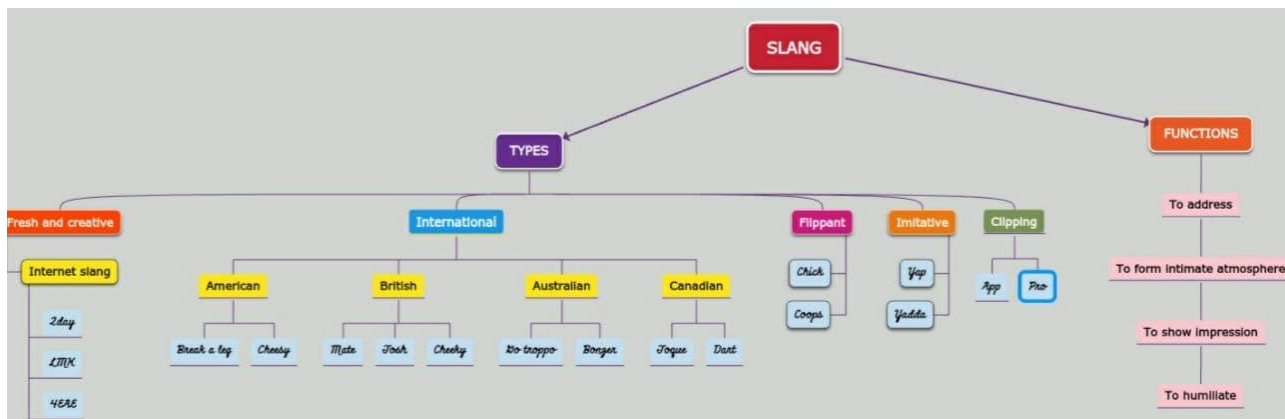 SLANG
TYPES
FUNCTIONS
Fresh and creative
International
Flippant
Imitative
Clipping
To address
Internet slang
American
British
Australian
Canadian
Chick
Yap
App
Pro
To form intimate atmosphere
Coops
Yadda
2day
Break a leg
Cheesy
Mate
Josh
Cheeky
Go troppo
Bonzer
Toque
Dart
To show impression
LMK
4EAE
To humiliate